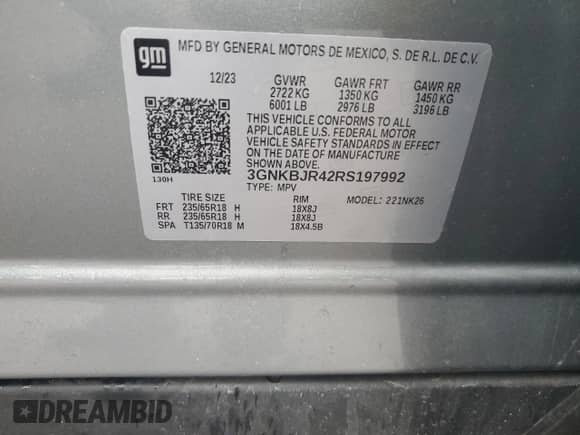 gm
MFD BY GENERAL MOTORS DE MEXICO, S. DE R.L. DE C.V.
12/23 GVWR GAWR FRT GAWR RR
2722 KG 1350 KG 1450 KG
6001 LB 2976 LB 3196 LB
THIS VEHICLE CONFORMS TO ALL
APPLICABLE U.S. FEDERAL MOTOR
VEHICLE SAFETY STANDARDS IN EFFECT
ON THE DATE OF MANUFACTURE SHOWN ABOVE.
130H 3GNKBJR42RS197992
TYPE: MPV MODEL: 221NK26
TIRE SIZE RIM
FRT 235/65R18 H 18X8J
RR 235/65R18 H 18X8J
SPA T135/70R18 M 18X4.5B
DREAMBID